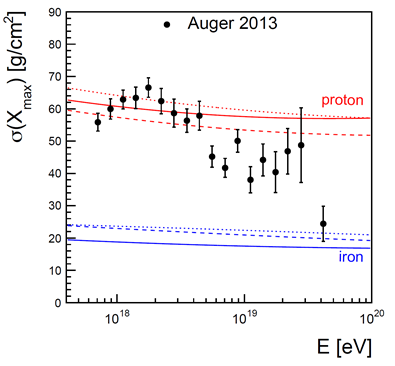 Auger 2013
σ(Xmax) [g/cm²]
90
80
70
60
50
40
30
20
10
0
proton
iron
10¹⁸
10¹⁹
10²⁰
E [eV]